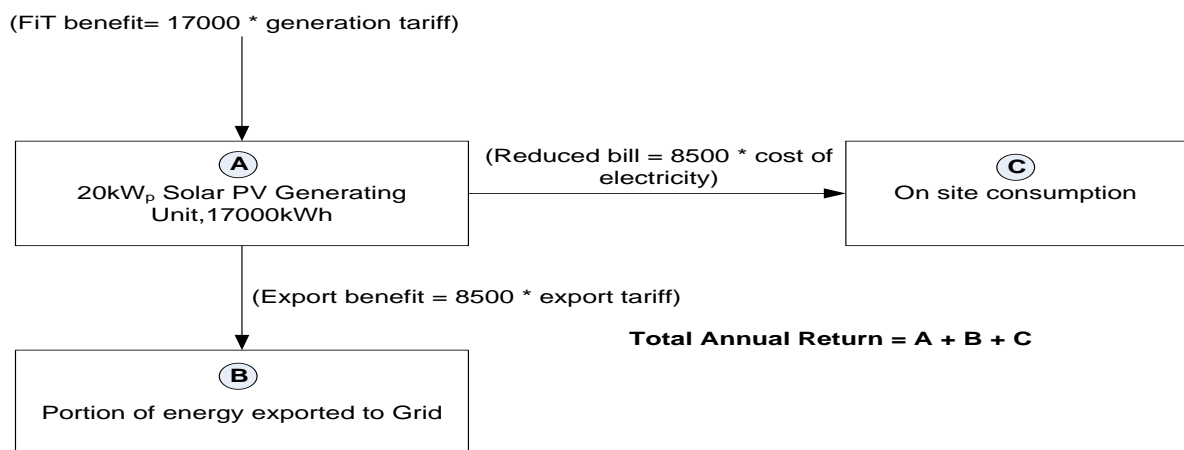 (FiT benefit= 17000 * generation tariff)
A
20kWp Solar PV Generating
Unit,17000kWh
(Reduced bill = 8500 * cost of
electricity)
C
On site consumption
(Export benefit = 8500 * export tariff)
Total Annual Return = A + B + C
B
Portion of energy exported to Grid